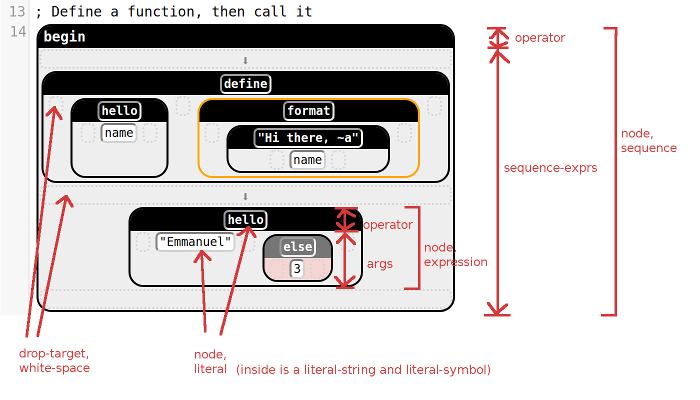 13 ; Define a function, then call it
14
begin
operator
⬇
define
hello
format
name
"Hi there, ~a"
name
node,
sequence
sequence-exprs
⬇
hello
operator
"Emmanuel"
else
node,
expression
args
3
drop-target,
white-space
node,
literal (inside is a literal-string and literal-symbol)